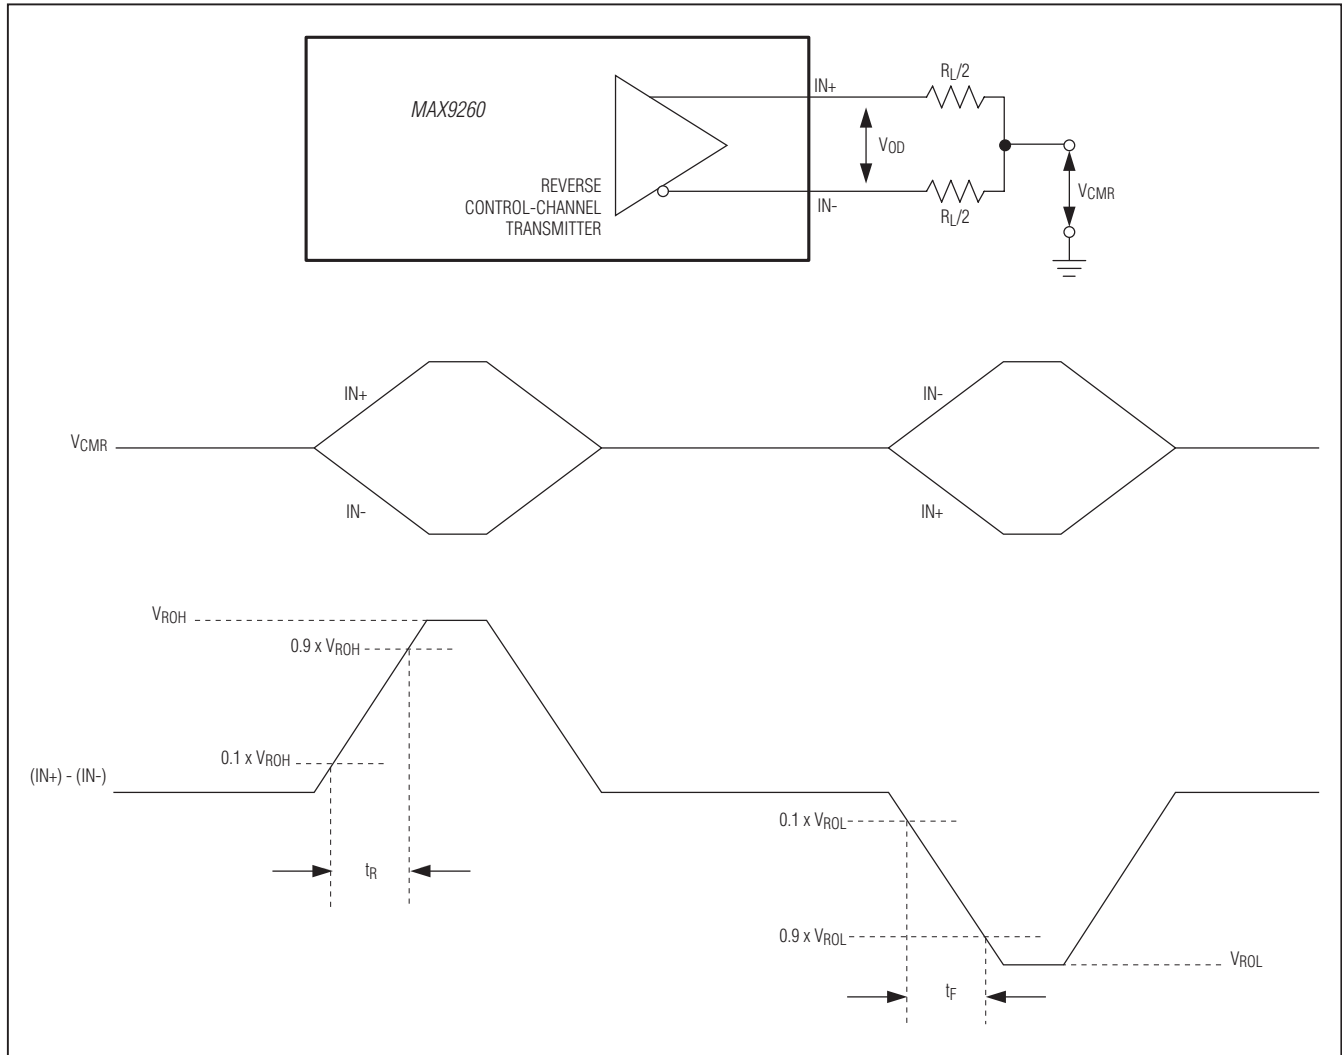 MAX9260
REVERSE
CONTROL-CHANNEL
TRANSMITTER
IN+
IN-
VOD
RL/2
RL/2
VCMR
VCMR
IN+
IN-
IN-
IN+
VROH
0.9 x VROH
0.1 x VROH
(IN+) - (IN-)
tR
0.1 x VROL
0.9 x VROL
VROL
tF